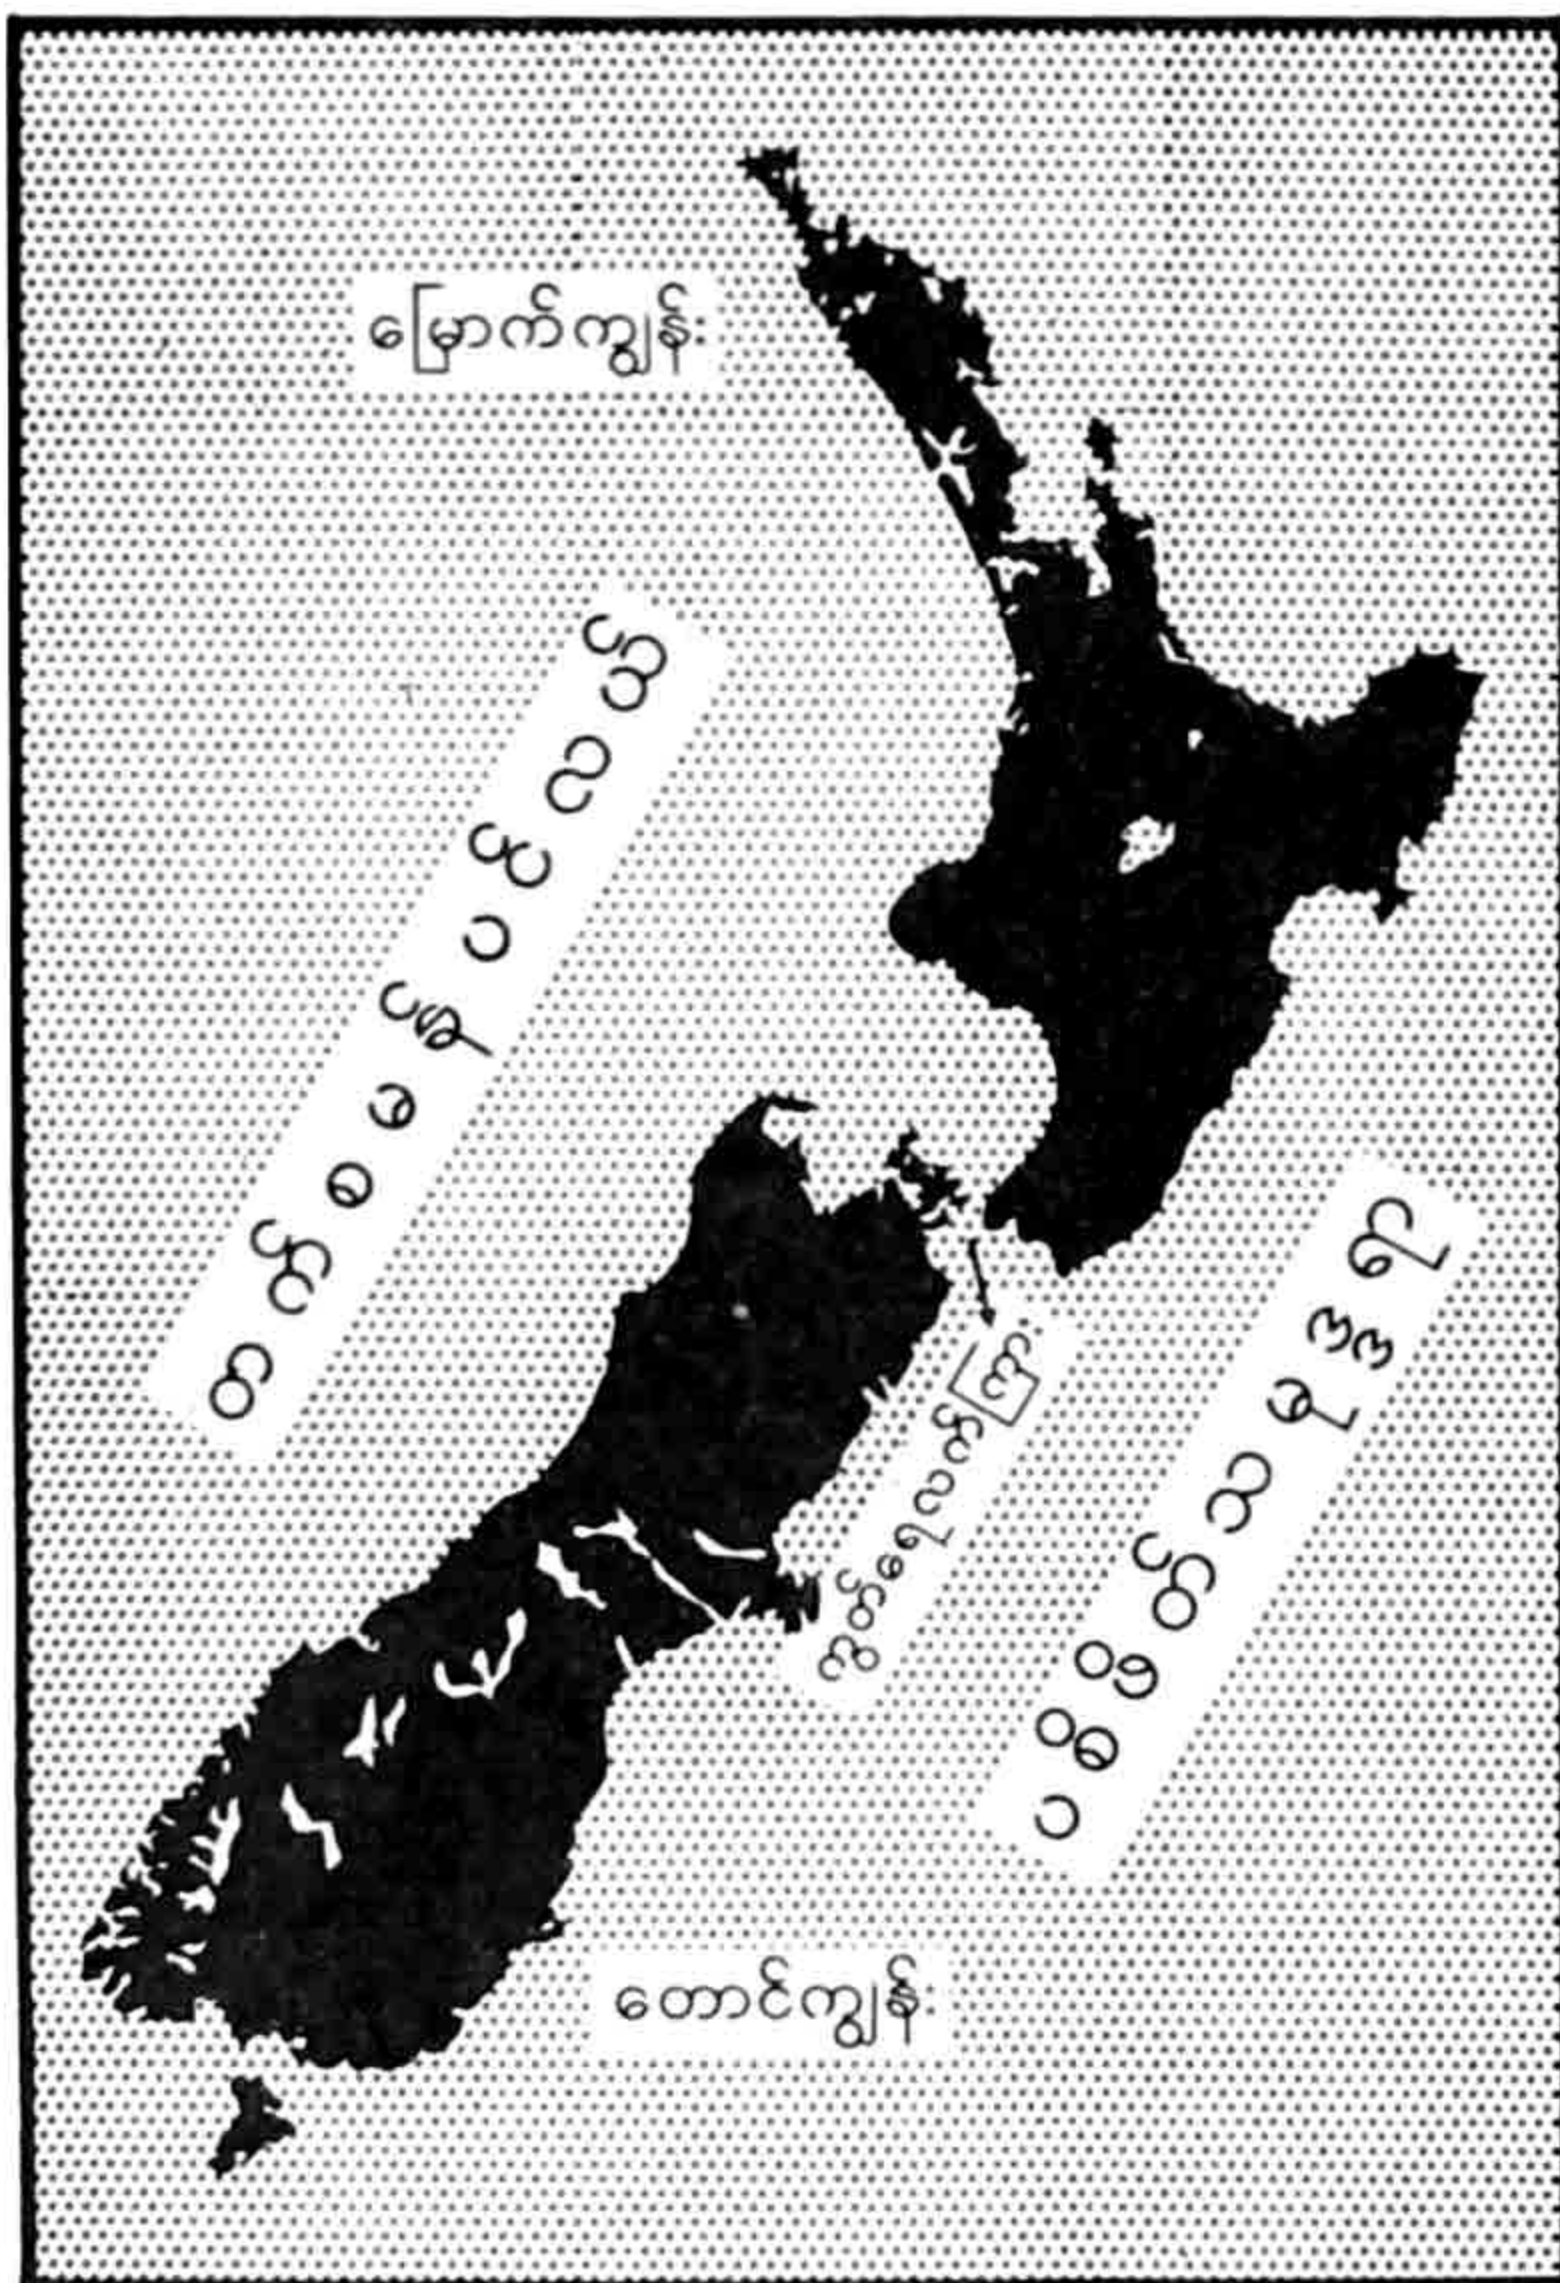 မြောက်ကျွန်း
တက်စမန်ပင်လယ်
ကွတ်ရေလက်ကြား
ပစိဖိတ်သမုဒ္ဒရာ
တောင်ကျွန်း